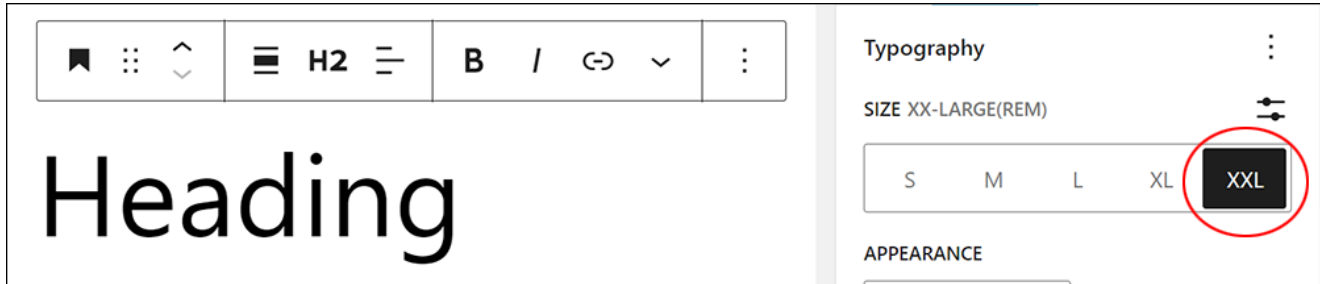 H2 B I
Heading
Typography
SIZE XX-LARGE(REM)
S M L XL XXL
APPEARANCE